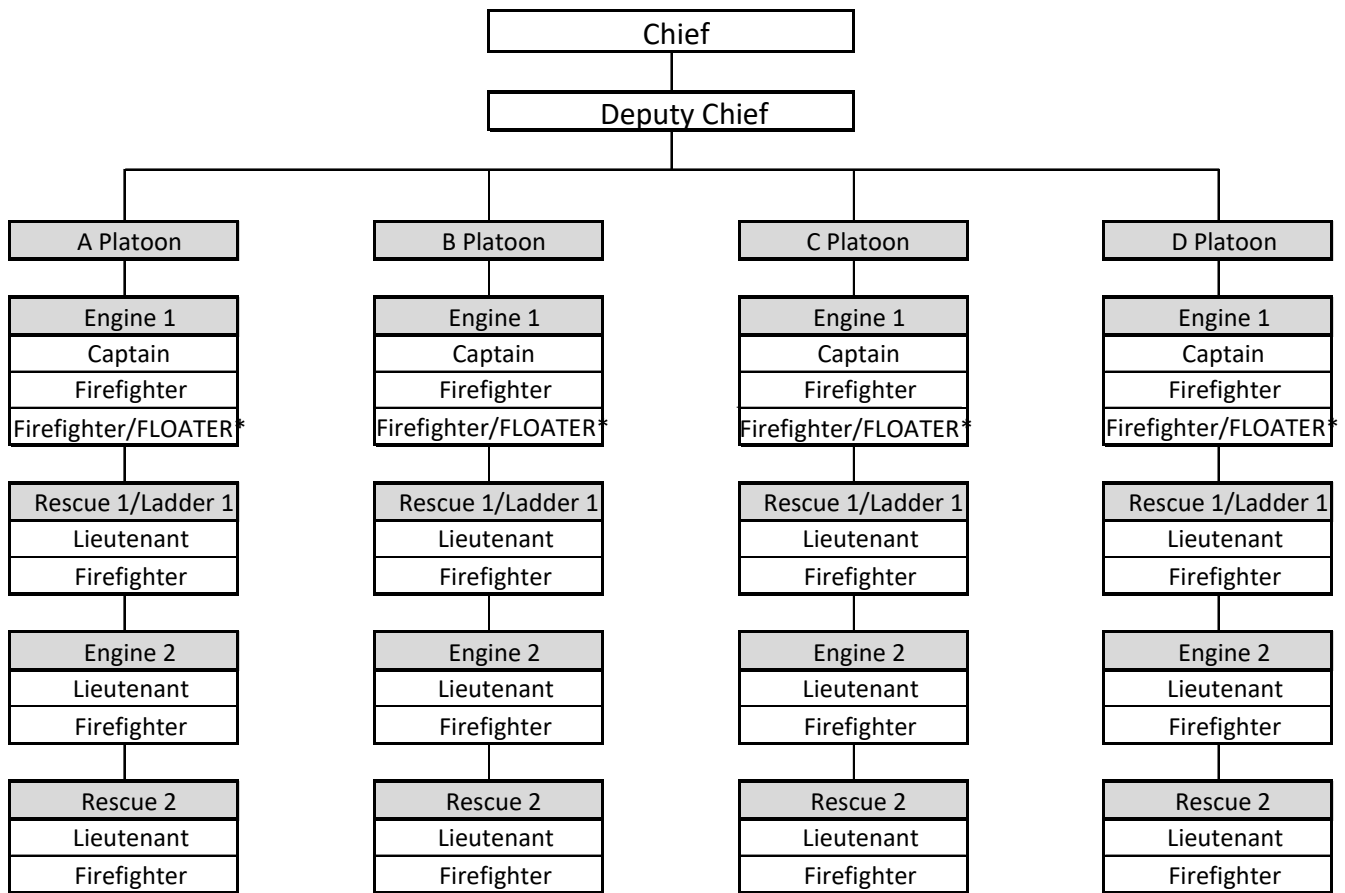 Chief
Deputy Chief
A Platoon
Engine 1
Captain
Firefighter
Firefighter/FLOATER*
Rescue 1/Ladder 1
Lieutenant
Firefighter
Engine 2
Lieutenant
Firefighter
Rescue 2
Lieutenant
Firefighter
B Platoon
Engine 1
Captain
Firefighter
Firefighter/FLOATER*
Rescue 1/Ladder 1
Lieutenant
Firefighter
Engine 2
Lieutenant
Firefighter
Rescue 2
Lieutenant
Firefighter
C Platoon
Engine 1
Captain
Firefighter
Firefighter/FLOATER*
Rescue 1/Ladder 1
Lieutenant
Firefighter
Engine 2
Lieutenant
Firefighter
Rescue 2
Lieutenant
Firefighter
D Platoon
Engine 1
Captain
Firefighter
Firefighter/FLOATER*
Rescue 1/Ladder 1
Lieutenant
Firefighter
Engine 2
Lieutenant
Firefighter
Rescue 2
Lieutenant
Firefighter